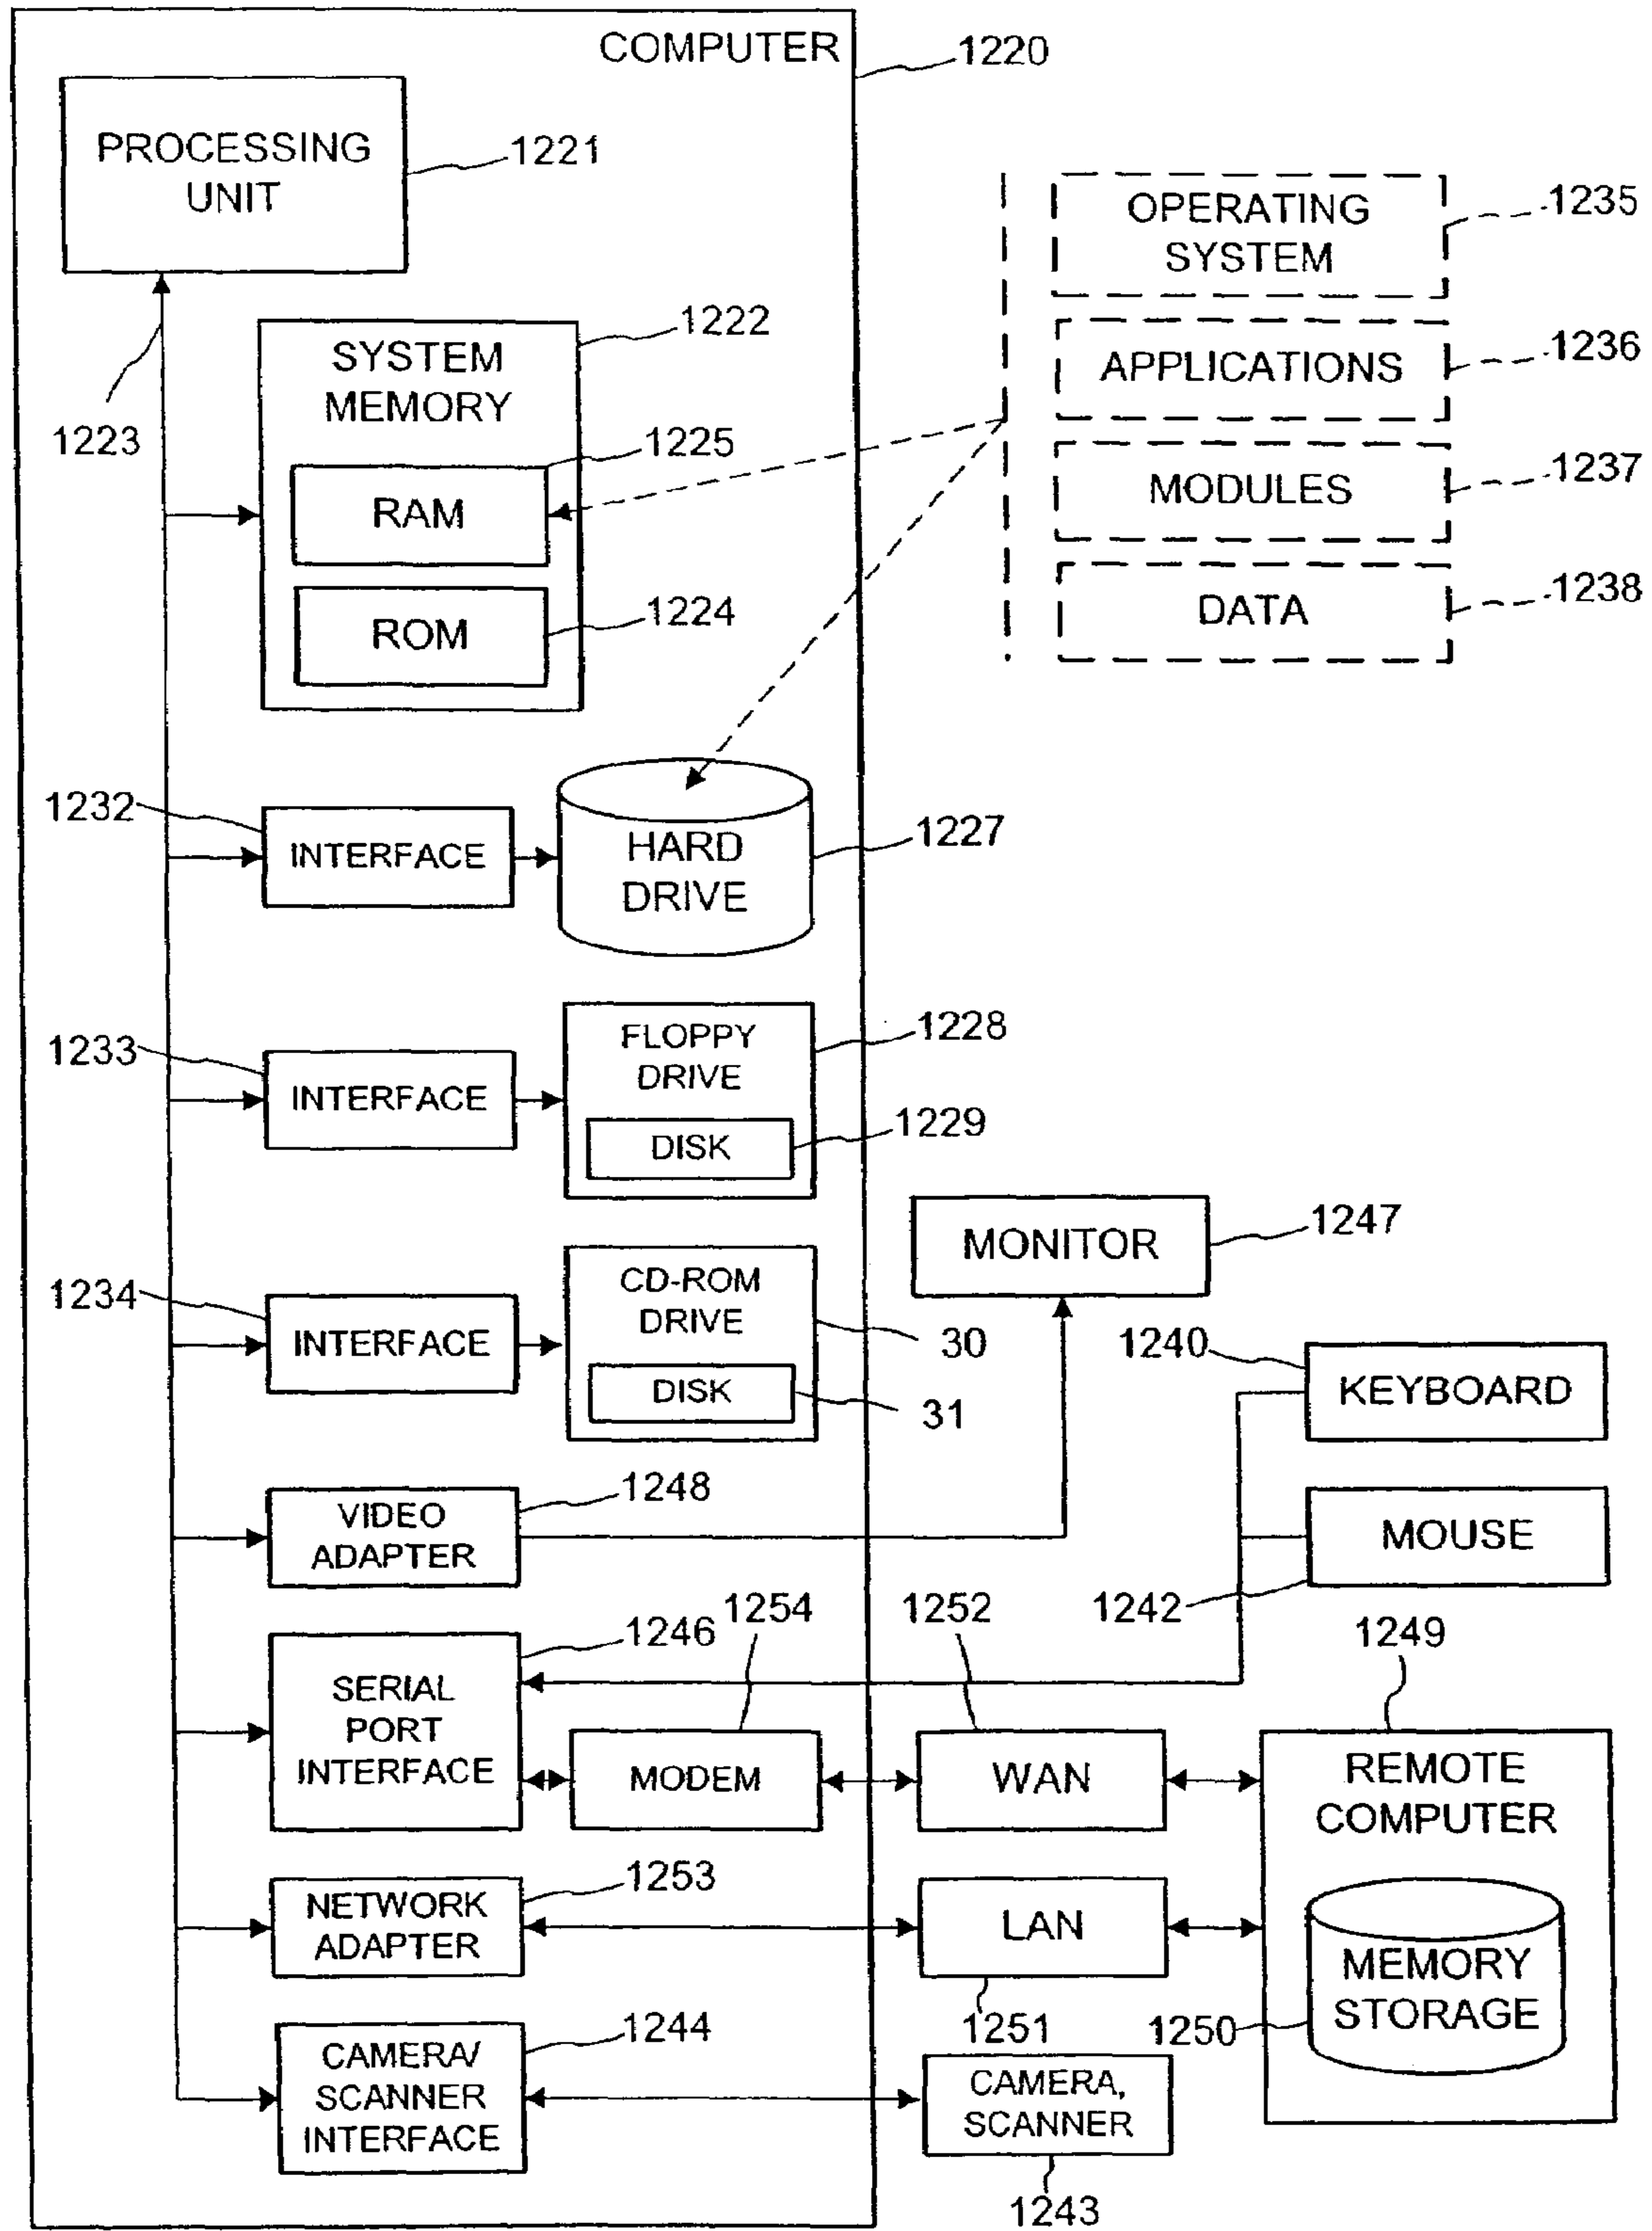 COMPUTER
1220
PROCESSING
UNIT
1221
1223
SYSTEM
MEMORY
1222
RAM
1225
ROM
1224
OPERATING
SYSTEM
1235
APPLICATIONS
1236
MODULES
1237
DATA
1238
1232
INTERFACE
HARD
DRIVE
1227
1233
INTERFACE
FLOPPY
DRIVE
1228
DISK
1229
1234
INTERFACE
CD-ROM
DRIVE
30
DISK
31
MONITOR
1247
1240
KEYBOARD
MOUSE
1242
VIDEO
ADAPTER
1248
SERIAL
PORT
INTERFACE
1246
MODEM
1254
WAN
1252
1249
REMOTE
COMPUTER
MEMORY
STORAGE
1250
NETWORK
ADAPTER
1253
LAN
1251
CAMERA/
SCANNER
INTERFACE
1244
CAMERA,
SCANNER
1243